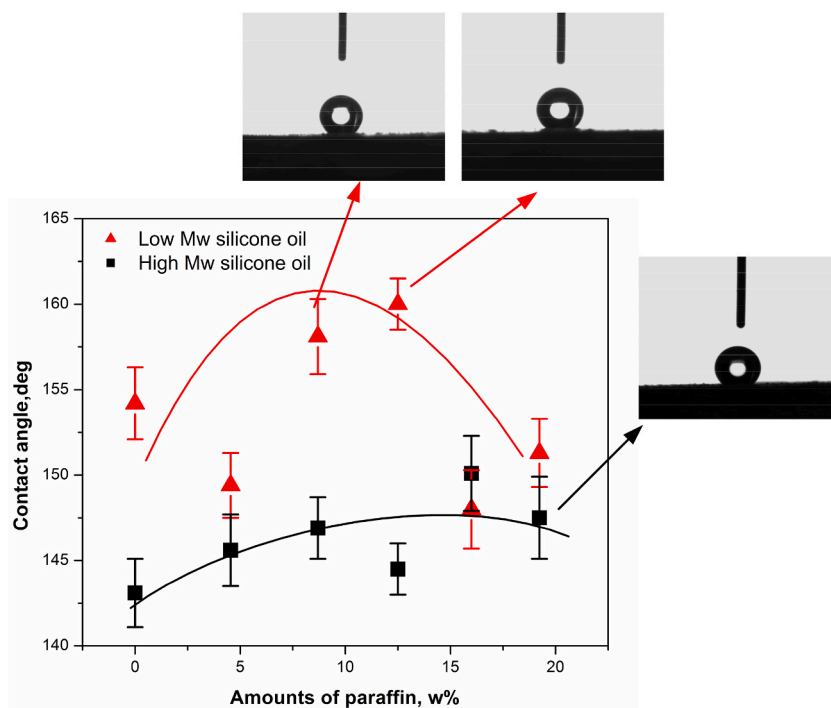 165
160
155
150
145
140
Contact angle,deg
Low Mw silicone oil
High Mw silicone oil
0
5
10
15
20
Amounts of paraffin, w%